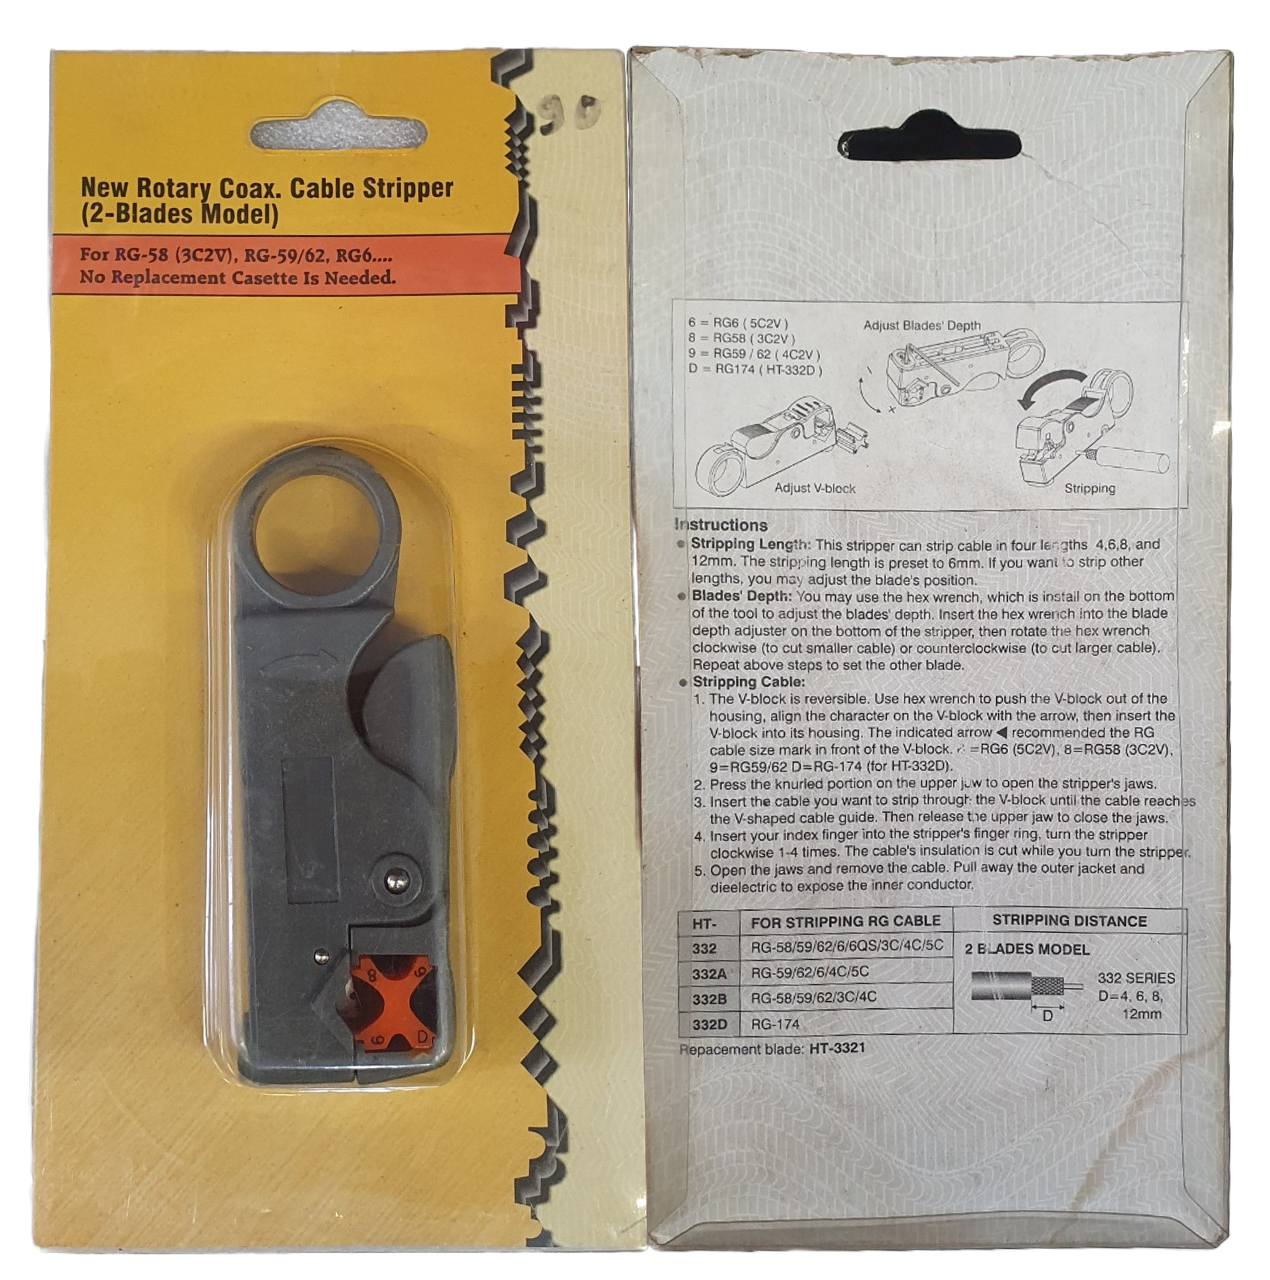 90
New Rotary Coax. Cable Stripper
(2-Blades Model)
For RG-58 (3C2V), RG-59/62, RG6....
No Replacement Casette Is Needed.
8
9
6
D
6 = RG6 ( 5C2V )
8 = RG58 ( 3C2V )
9 = RG59 / 62 ( 4C2V )
D = RG174 ( HT-332D )
Adjust Blades' Depth
- +
Adjust V-block
Stripping
Instructions
• Stripping Length: This stripper can strip cable in four lengths 4,6,8, and
12mm. The stripping length is preset to 6mm. If you want to strip other
lengths, you may adjust the blade's position.
• Blades' Depth: You may use the hex wrench, which is install on the bottom
of the tool to adjust the blades' depth. Insert the hex wrench into the blade
depth adjuster on the bottom of the stripper, then rotate the hex wrench
clockwise (to cut smaller cable) or counterclockwise (to cut larger cable).
Repeat above steps to set the other blade.
• Stripping Cable:
1. The V-block is reversible. Use hex wrench to push the V-block out of the
housing, align the character on the V-block with the arrow, then insert the
V-block into its housing. The indicated arrow ◀ recommended the RG
cable size mark in front of the V-block. =RG6 (5C2V), 8=RG58 (3C2V),
9=RG59/62 D=RG-174 (for HT-332D).
2. Press the knurled portion on the upper jaw to open the stripper's jaws.
3. Insert the cable you want to strip through the V-block until the cable reaches
the V-shaped cable guide. Then release the upper jaw to close the jaws.
4. Insert your index finger into the stripper's finger ring, turn the stripper
clockwise 1-4 times. The cable's insulation is cut while you turn the stripper.
5. Open the jaws and remove the cable. Pull away the outer jacket and
dieelectric to expose the inner conductor.
HT- FOR STRIPPING RG CABLE STRIPPING DISTANCE
332 RG-58/59/62/6/6QS/3C/4C/5C
332A RG-59/62/6/4C/5C
332B RG-58/59/62/3C/4C
332D RG-174
2 BLADES MODEL
332 SERIES
D=4, 6, 8,
12mm
D
Repacement blade: HT-3321